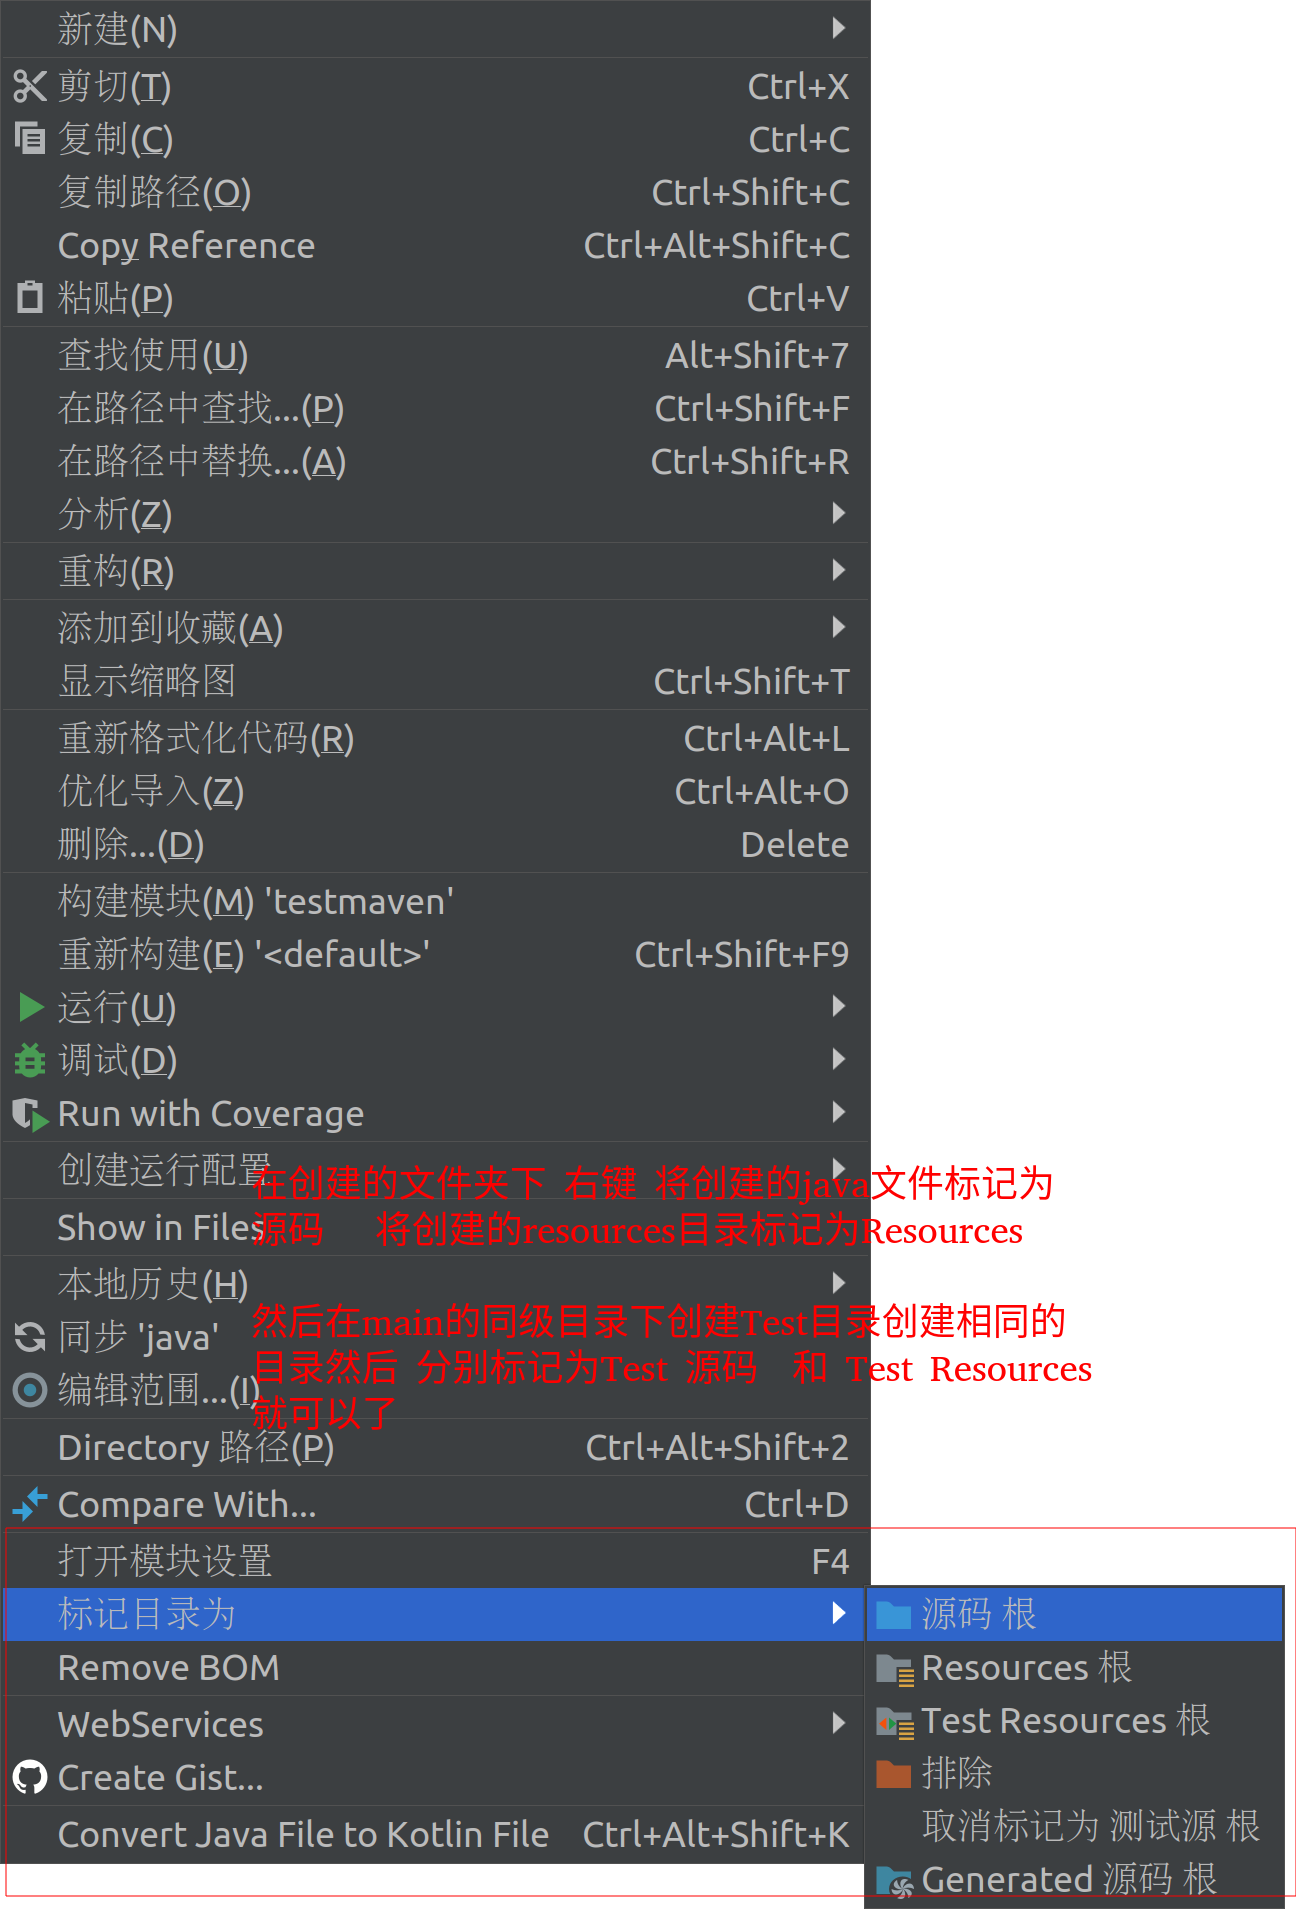 新建(N)
剪切(T) Ctrl+X
复制(C) Ctrl+C
复制路径(O) Ctrl+Shift+C
Copy Reference Ctrl+Alt+Shift+C
粘贴(P) Ctrl+V
查找使用(U) Alt+Shift+7
在路径中查找...(P) Ctrl+Shift+F
在路径中替换...(A) Ctrl+Shift+R
分析(Z)
重构(R)
添加到收藏(A)
显示缩略图 Ctrl+Shift+T
重新格式化代码(R) Ctrl+Alt+L
优化导入(Z) Ctrl+Alt+O
删除...(D) Delete
构建模块(M) 'testmaven'
重新构建(E) '<default>' Ctrl+Shift+F9
运行(U)
调试(D)
Run with Coverage
创建运行配置
在创建的文件夹下 右键 将创建的java文件标记为
Show in Files
源码 将创建的resources目录标记为Resources
本地历史(H)
然后在main的同级目录下创建Test目录创建相同的
同步 'java'
目录然后 分别标记为Test 源码 和 Test Resources
编辑范围...(I)
就可以了
Directory 路径(P) Ctrl+Alt+Shift+2
Compare With... Ctrl+D
打开模块设置 F4
标记目录为
源码 根
Remove BOM
Resources 根
WebServices
Test Resources 根
Create Gist...
排除
Convert Java File to Kotlin File Ctrl+Alt+Shift+K
取消标记为 测试源 根
Generated 源码 根